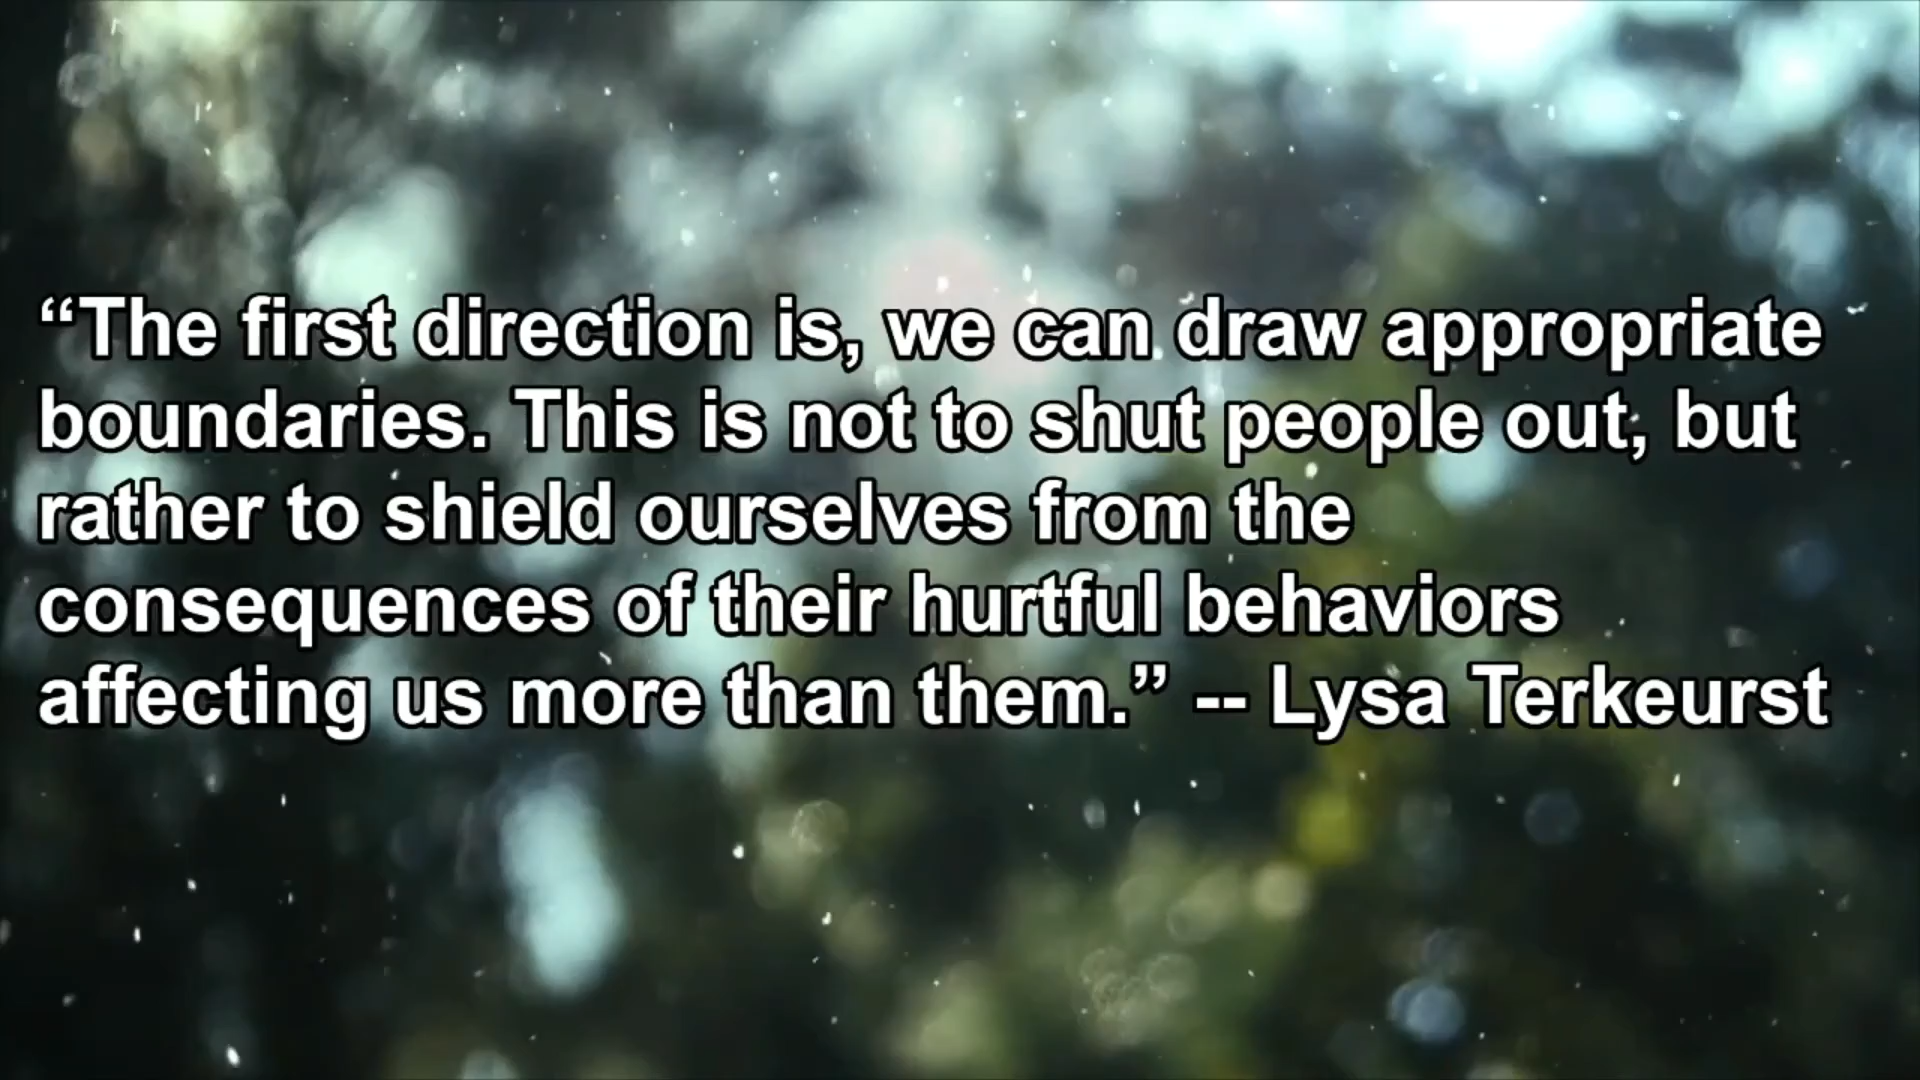 “The first direction is, we can draw appropriate
boundaries. This is not to shut people out, but
rather to shield ourselves from the
consequences of their hurtful behaviors
affecting us more than them.” -- Lysa Terkeurst